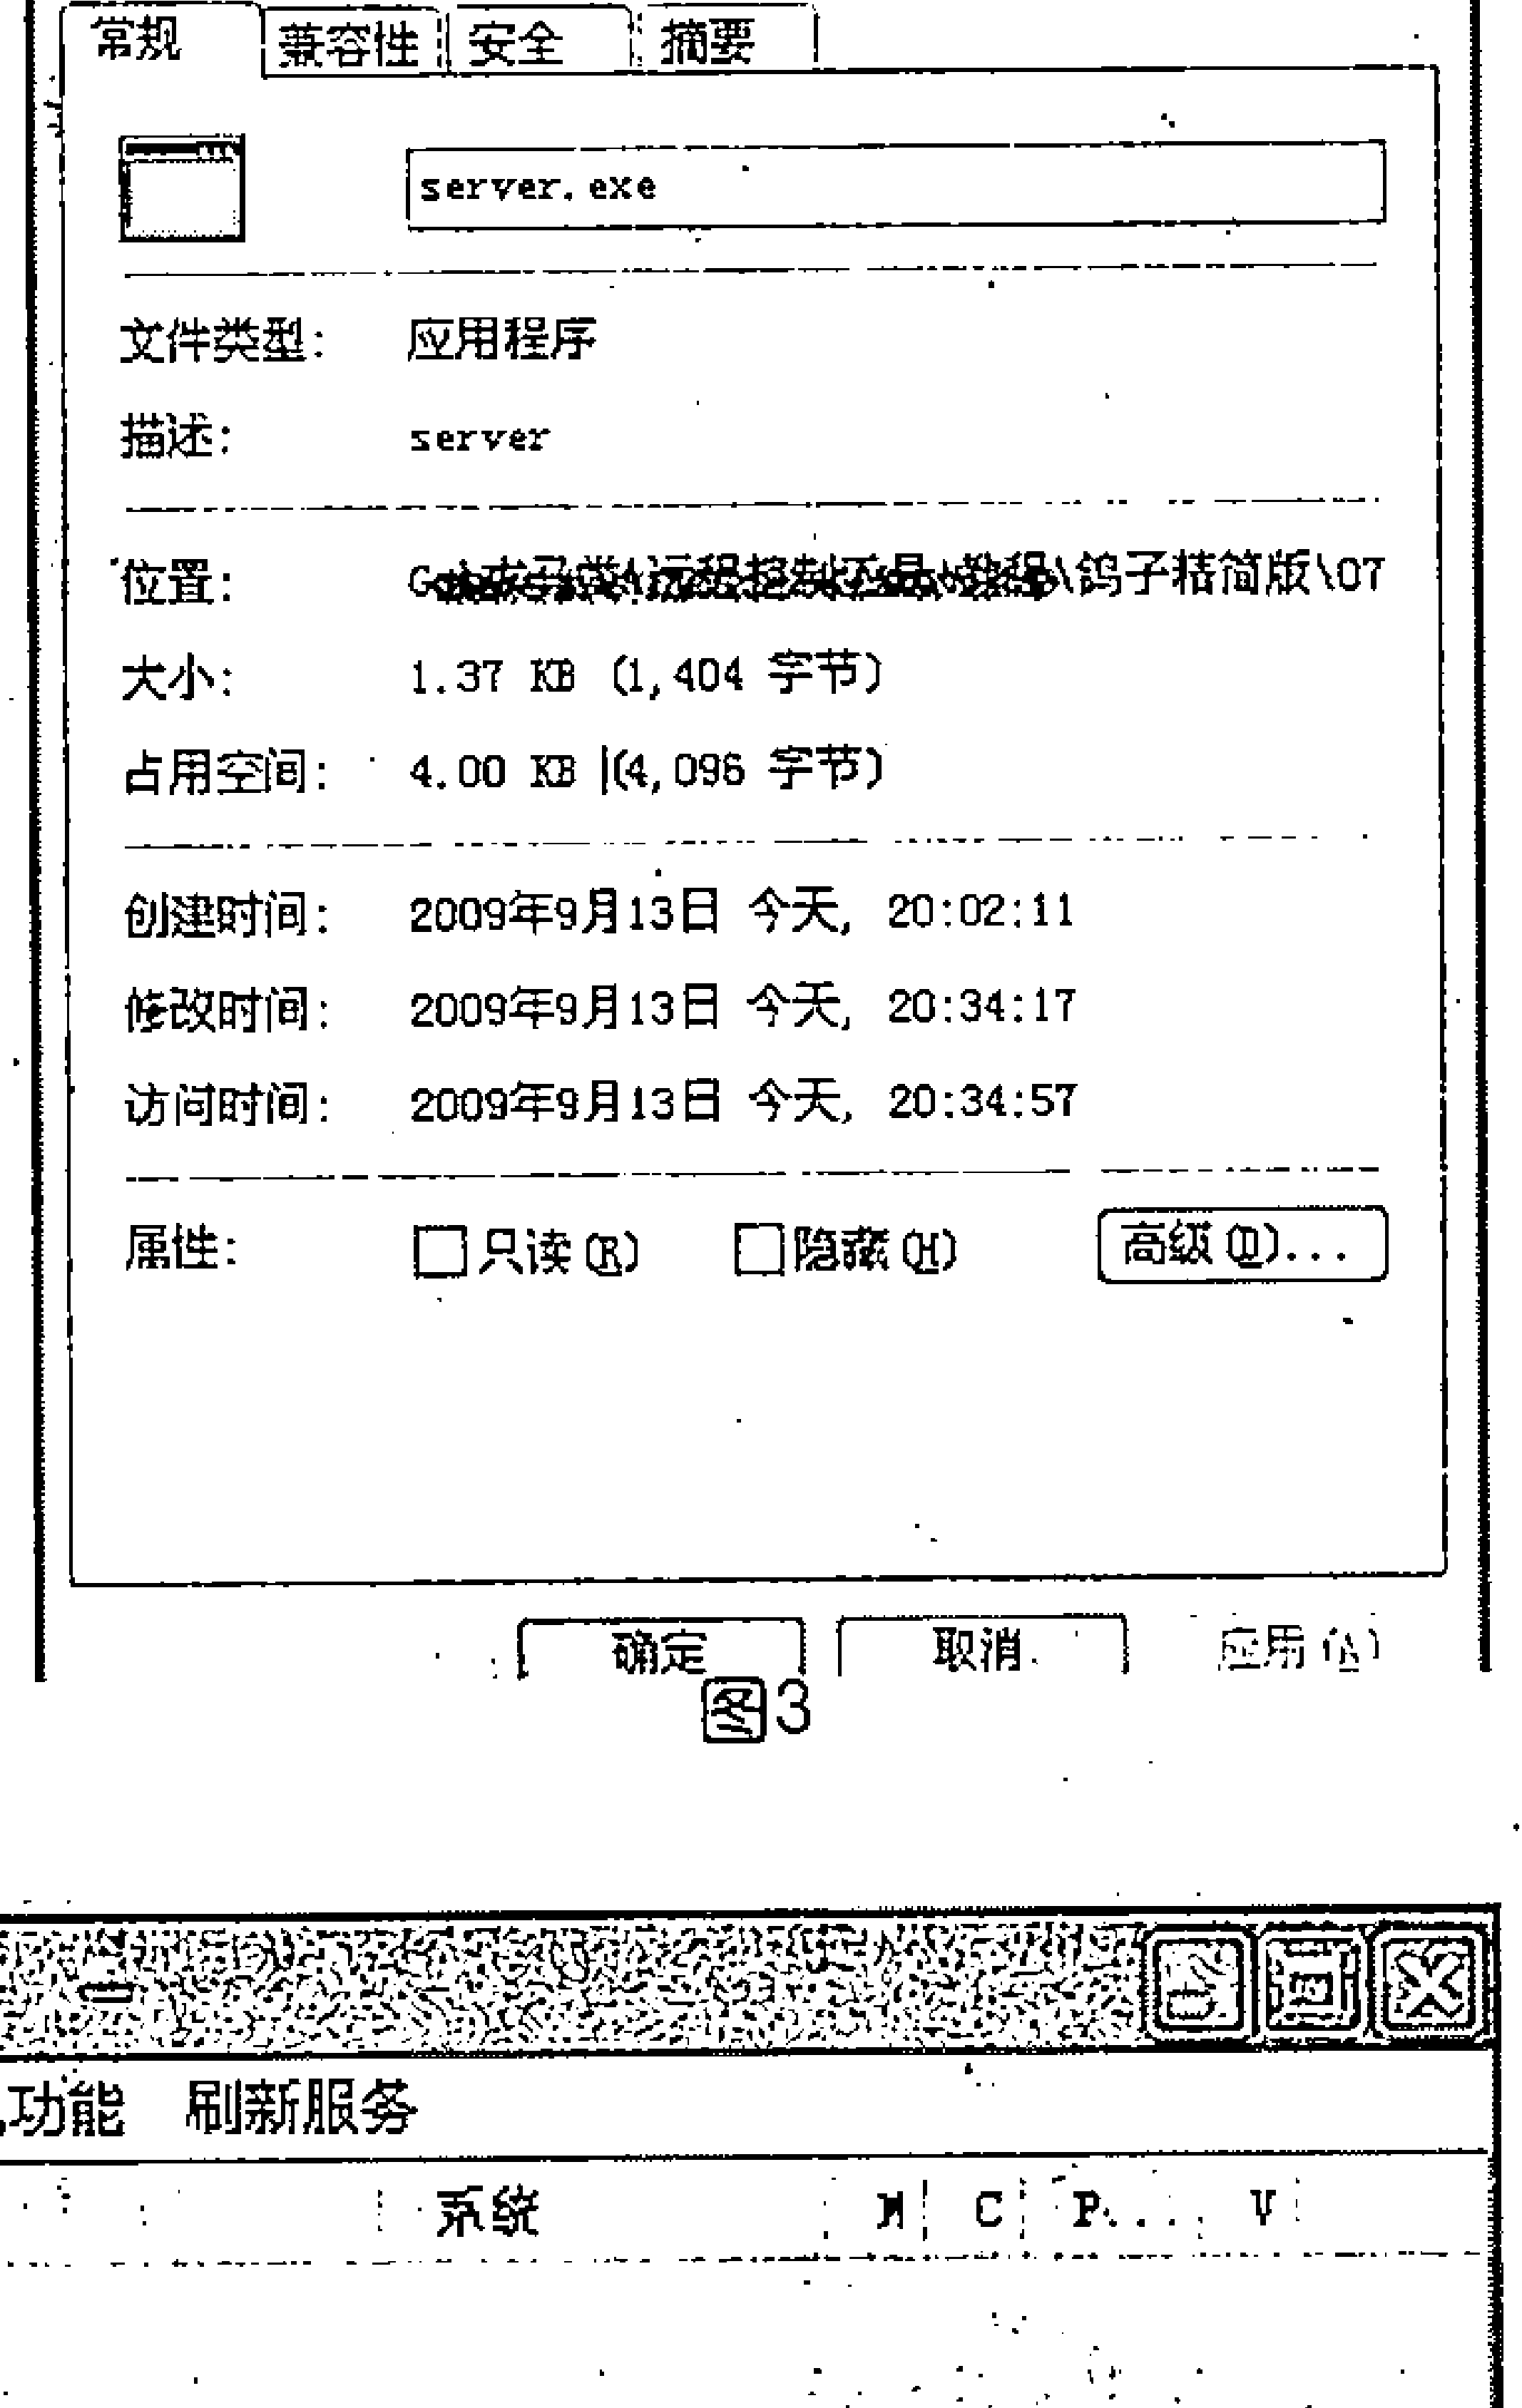 常规 兼容性 安全 摘要
server.exe
文件类型: 应用程序
描述: server
位置: \鸽子精简版\07
大小: 1.37 KB (1,404 字节)
占用空间: 4.00 KB (4,096 字节)
创建时间: 2009年9月13日 今天, 20:02:11
修改时间: 2009年9月13日 今天, 20:34:17
访问时间: 2009年9月13日 今天, 20:34:57
属性: 只读(R) 隐藏(H) 高级(D)...
确定 取消 应用(A)
图3
功能 刷新服务
系统 M C P... V